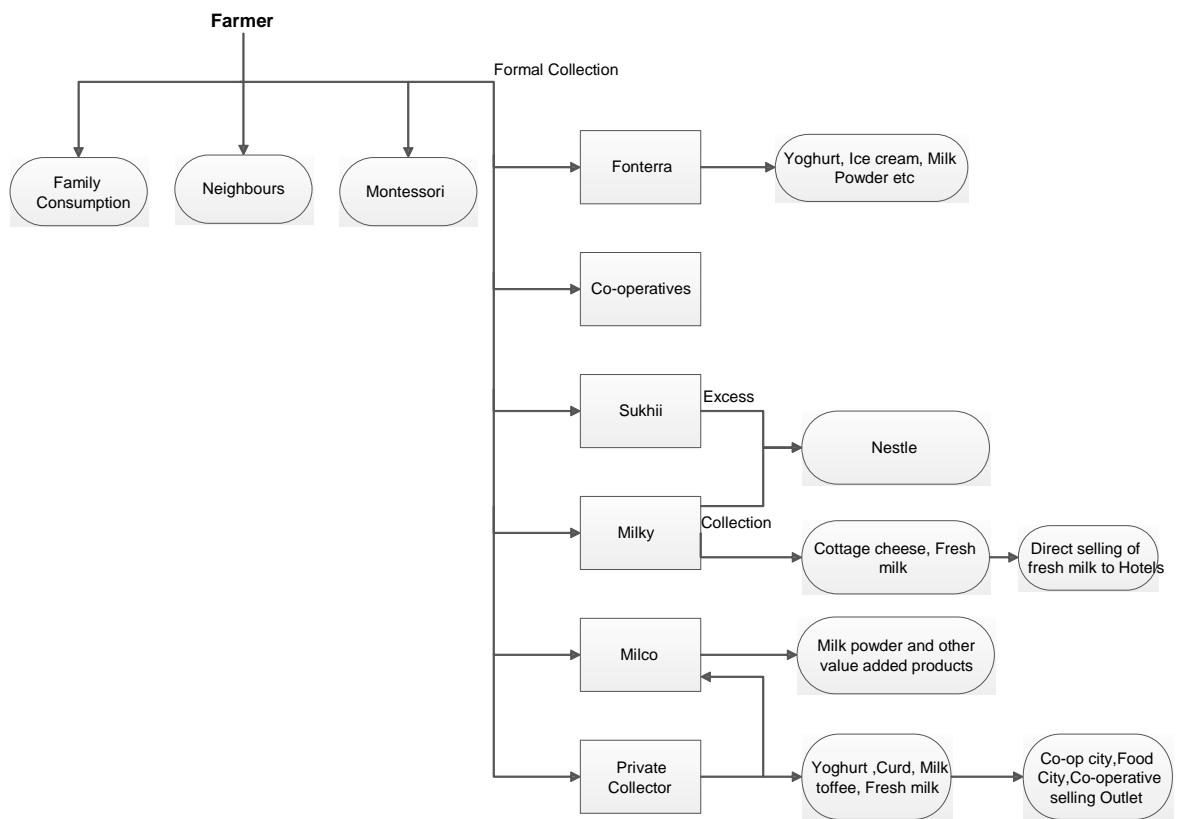 Farmer
Formal Collection
Family
Consumption
Neighbours
Montessori
Fonterra
Yoghurt, Ice cream, Milk
Powder etc
Co-operatives
Sukhii
Excess
Nestle
Milky
Collection
Cottage cheese, Fresh
milk
Direct selling of
fresh milk to Hotels
Milco
Milk powder and other
value added products
Private
Collector
Yoghurt ,Curd, Milk
toffee, Fresh milk
Co-op city,Food
City,Co-operative
selling Outlet